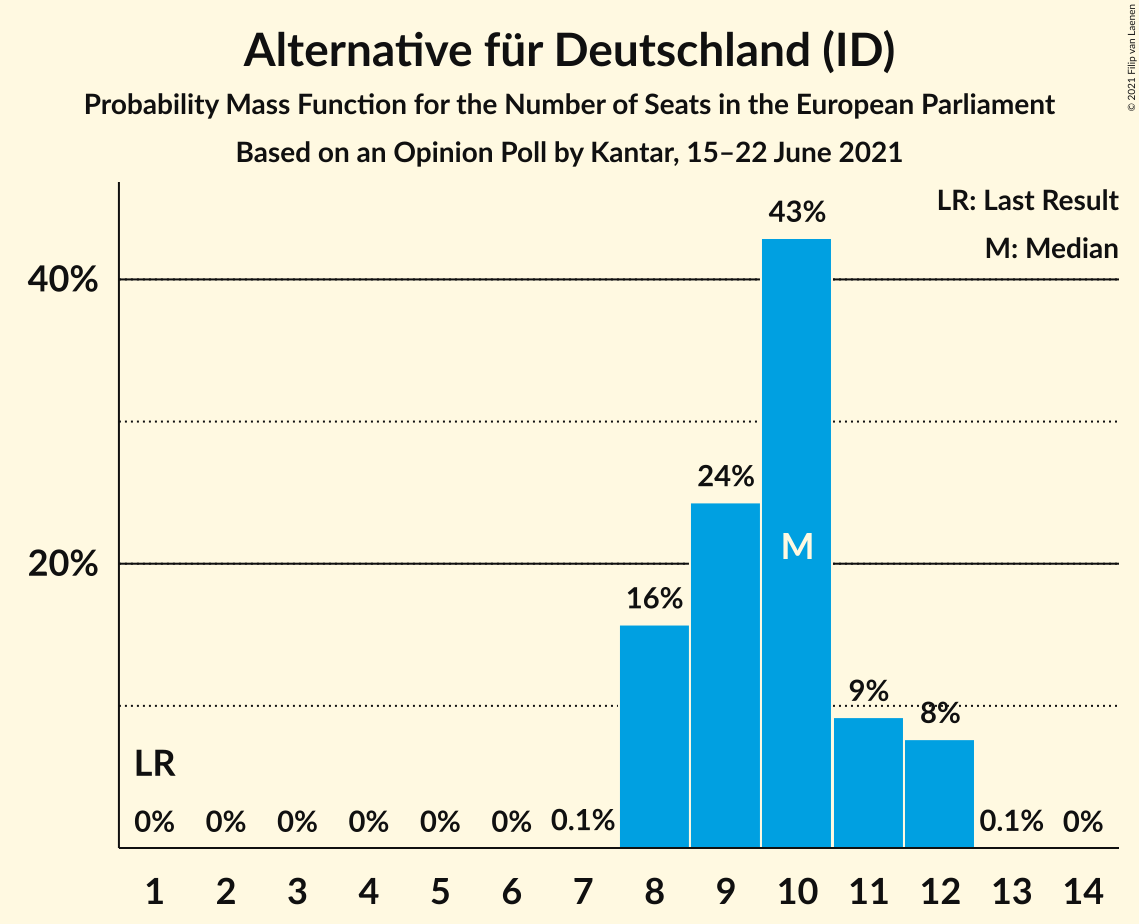 Alternative für Deutschland (ID)
Probability Mass Function for the Number of Seats in the European Parliament
Based on an Opinion Poll by Kantar, 15–22 June 2021
© 2021 Filip van Laenen
LR: Last Result
M: Median
43%
40%
24%
M
20%
16%
9%
8%
LR
0% 0% 0% 0% 0% 0% 0.1% 0.1% 0%
1 2 3 4 5 6 7 8 9 10 11 12 13 14